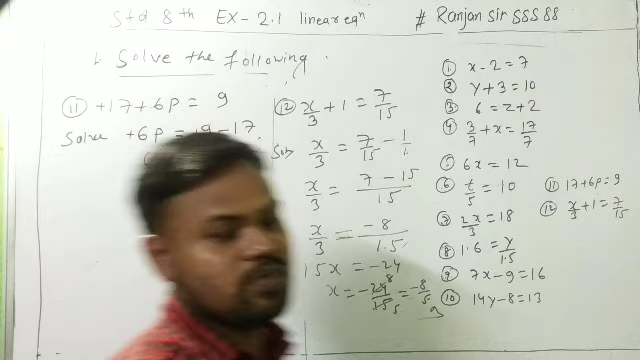 Std 8th EX-2.1 linear eqn # Ranjan Sir SSS 88
1. Solve the following.
⑪ +17+6p = 9
Solve +6p = 9-17
⑫ x/3 + 1 = 7/15
x/3 = 7/15 - 1/1
x/3 = 7-15/15
x/3 = -8/1.5
15x = -24
x = -24/15 = -8/5
8
5
① x-2=7
② y+3=10
③ 6=z+2
④ 3/7+x=17/7
⑤ 6x=12
⑥ t/5=10
⑦ 2x/3=18
⑧ 1.6=y/1.5
⑨ 7x-9=16
⑩ 14y-8=13
⑪ 17+6p=9
⑫ x/3+1=7/15